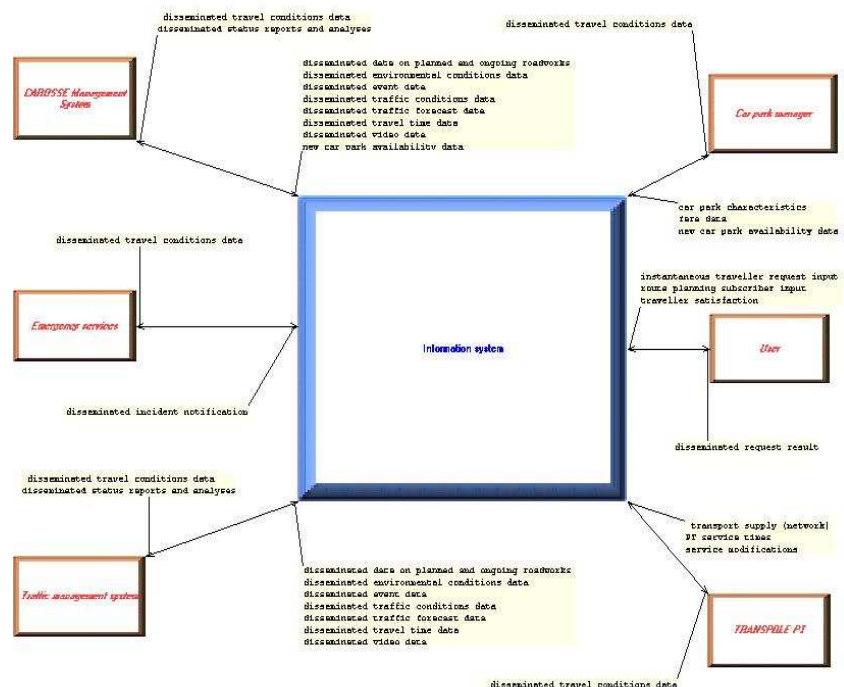 disseminated travel conditions data
disseminated status reports and analyses
disseminated travel conditions data
CAROSSE Management
System
disseminated data on planned and ongoing roadworks
disseminated environmental conditions data
disseminated event data
disseminated traffic conditions data
disseminated traffic forecast data
disseminated travel time data
disseminated video data
new car park availability data
Car park manager
car park characteristics
fare data
new car park availability data
disseminated travel conditions data
instantaneous traveller request input
route planning subscriber input
traveller satisfaction
Emergency services
Information system
User
disseminated incident notification
disseminated request result
disseminated travel conditions data
disseminated status reports and analyses
transport supply (network)
PT service times
service modifications
Traffic management system
disseminated data on planned and ongoing roadworks
disseminated environmental conditions data
disseminated event data
disseminated traffic conditions data
disseminated traffic forecast data
disseminated travel time data
disseminated video data
TRANSPOLE PT
disseminated travel conditions data